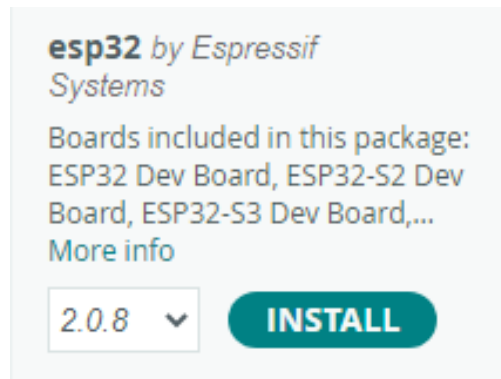 esp32 by Espressif
Systems
Boards included in this package:
ESP32 Dev Board, ESP32-S2 Dev
Board, ESP32-S3 Dev Board,...
More info
2.0.8 INSTALL